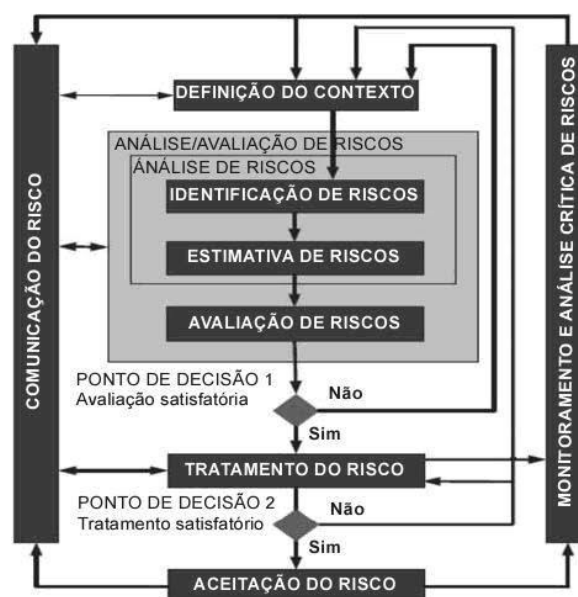 DEFINIÇÃO DO CONTEXTO
ANÁLISE/AVALIAÇÃO DE RISCOS
ÁNÁLISE DE RISCOS
IDENTIFICAÇÃO DE RISCOS
ESTIMATIVA DE RISCOS
AVALIAÇÃO DE RISCOS
COMUNICAÇÃO DO RISCO
MONITORAMENTO E ANÁLISE CRÍTICA DE RISCOS
PONTO DE DECISÃO 1
Avaliação satisfatória
Não
Sim
TRATAMENTO DO RISCO
PONTO DE DECISÃO 2
Tratamento satisfatório
Não
Sim
ACEITAÇÃO DO RISCO